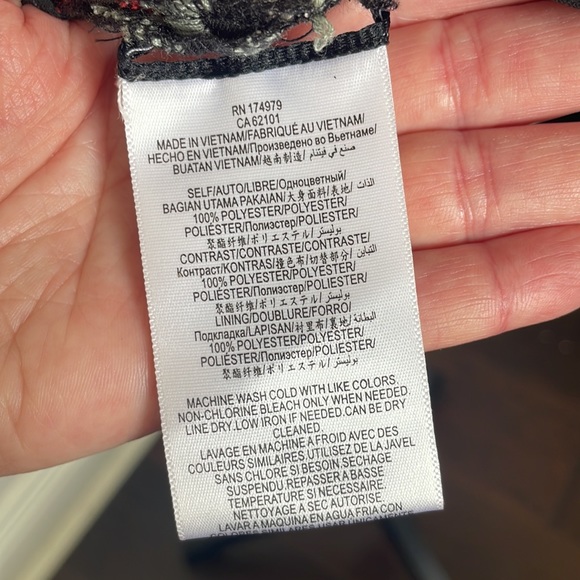 RN 174979
CA 62101
MADE IN VIETNAM/FABRIQUÉ AU VIETNAM/
HECHO EN VIETNAM/Произведено во Вьетнаме/
BUATAN VIETNAM/越南制造/ صنع في فيتنام/
SELF/AUTO/LIBRE/Одноцветный/
BAGIAN UTAMA PAKAIAN/大身面料/表地/ الذات/
100% POLYESTER/POLYESTER/
POLIÉSTER/Полиэстер/POLIESTER/
聚酯纤维/ポリエステル/ بوليستر/
CONTRAST/CONTRASTE/CONTRASTE/
Контраст/KONTRAS/撞色布/切替部分/ التباين/
100% POLYESTER/POLYESTER/
POLIÉSTER/Полиэстер/POLIESTER/
聚酯纤维/ポリエステル/ بوليستر/
LINING/DOUBLURE/FORRO/
Подкладка/LAPISAN/衬里布/裏地/ البطانة/
100% POLYESTER/POLYESTER/
POLIÉSTER/Полиэстер/POLIESTER/
聚酯纤维/ポリエステル/ بوليستر/
MACHINE WASH COLD WITH LIKE COLORS.
NON-CHLORINE BLEACH ONLY WHEN NEEDED.
LINE DRY.LOW IRON IF NEEDED.CAN BE DRY
CLEANED.
LAVAGE EN MACHINE A FROID AVEC DES
COULEURS SIMILAIRES.UTILISEZ DE LA JAVEL
SANS CHLORE SI BESOIN.SECHAGE
SUSPENDU.REPASSER A BASSE
TEMPERATURE SI NECESSAIRE.
NETTOYAGE A SEC AUTORISE.
LAVAR A MAQUINA EN AGUA FRIA CON
COLORES SIMILARES.USAR UNICAMENTE